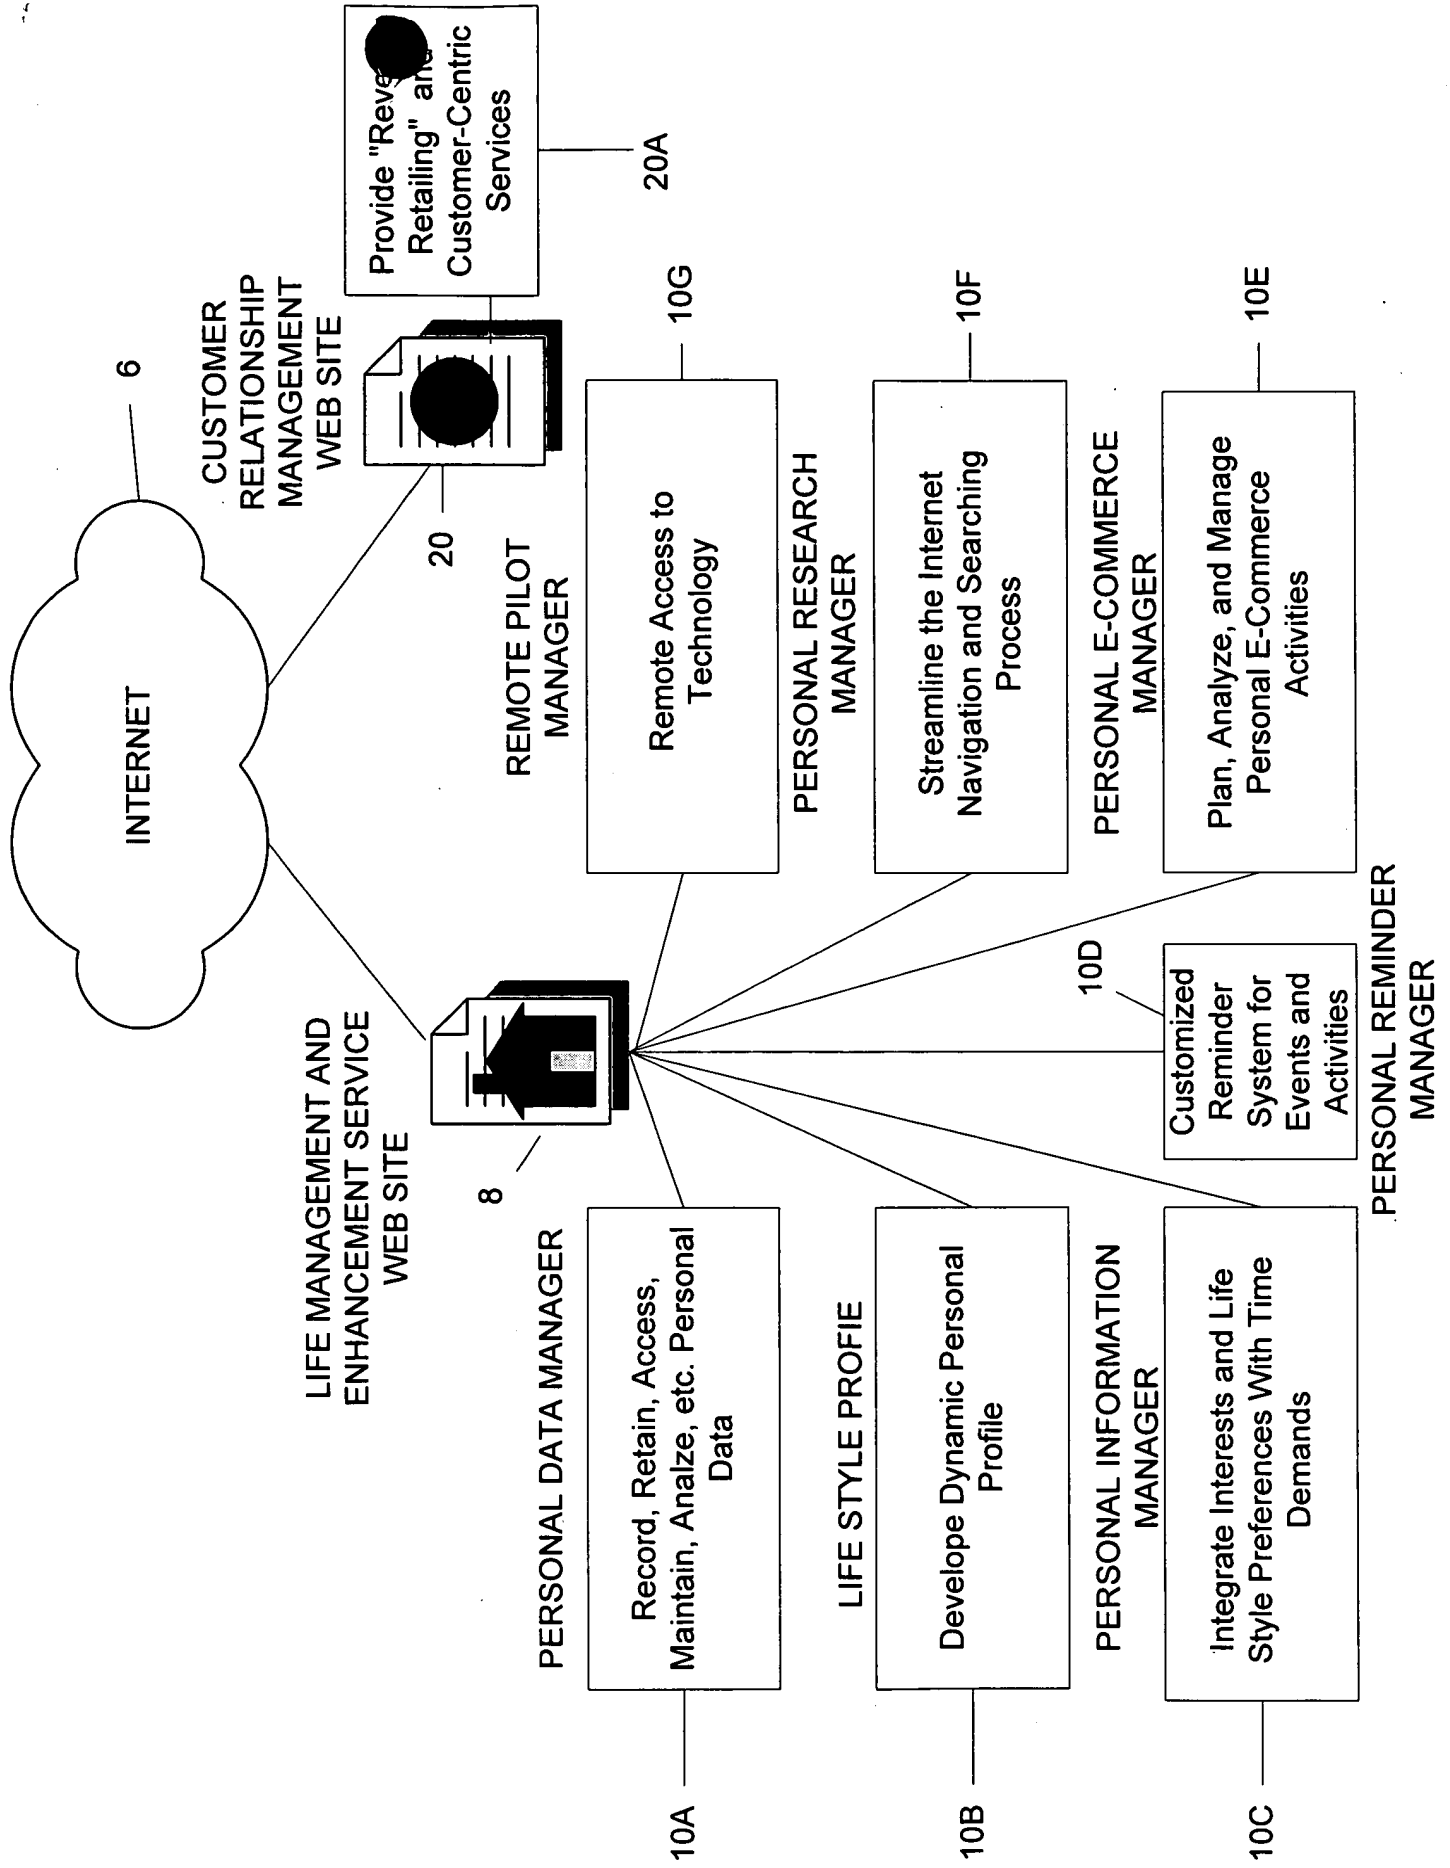 6
INTERNET
CUSTOMER
RELATIONSHIP
MANAGEMENT
WEB SITE
20
Provide "Reve
Retailing" and
Customer-Centric
Services
20A
LIFE MANAGEMENT AND
ENHANCEMENT SERVICE
WEB SITE
8
PERSONAL DATA MANAGER
Record, Retain, Access,
Maintain, Analze, etc. Personal
Data
10A
REMOTE PILOT
MANAGER
Remote Access to
Technology
10G
LIFE STYLE PROFIE
Develope Dynamic Personal
Profile
10B
PERSONAL RESEARCH
MANAGER
Streamline the Internet
Navigation and Searching
Process
10F
PERSONAL INFORMATION
MANAGER
Integrate Interests and Life
Style Preferences With Time
Demands
10C
10D
Customized
Reminder
System for
Events and
Activities
PERSONAL REMINDER
MANAGER
PERSONAL E-COMMERCE
MANAGER
Plan, Analyze, and Manage
Personal E-Commerce
Activities
10E